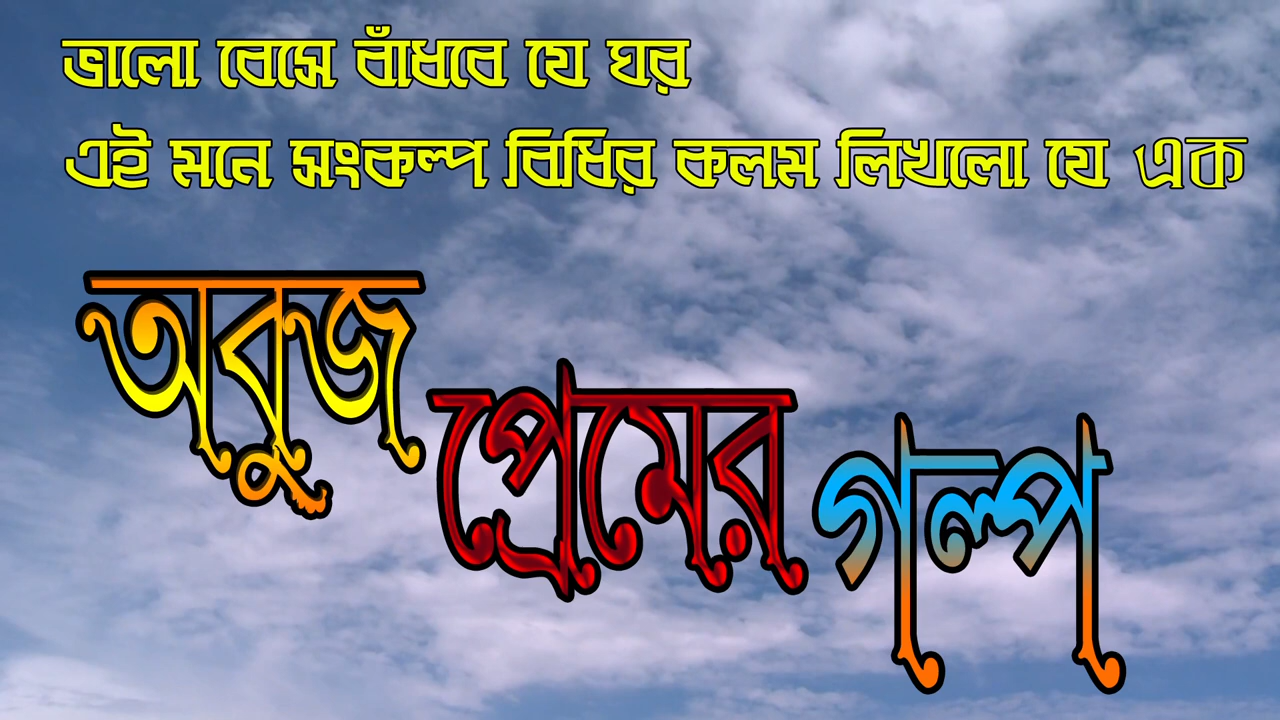 ভালো বেসে বাঁধবে যে ঘর
এই মনে সংকল্প বিধির কলম লিখলো যে এক
অবুজ
প্রেমের
গল্প